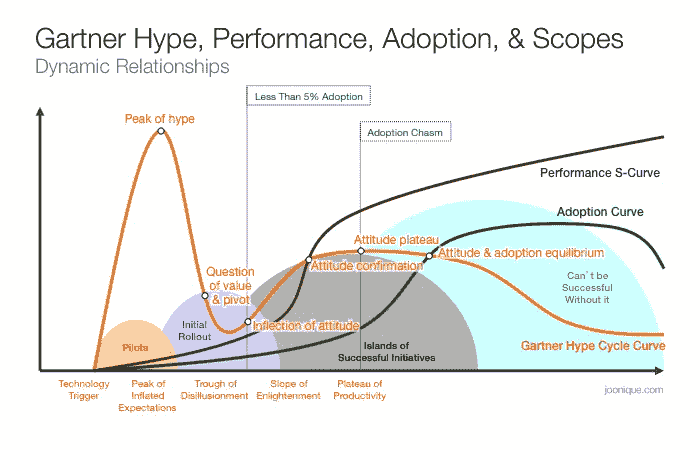 Gartner Hype, Performance, Adoption, & Scopes
Dynamic Relationships
Less Than 5% Adoption
Peak of hype
Adoption Chasm
Performance S-Curve
Adoption Curve
Attitude plateau
Attitude & adoption equilibrium
Attitude confirmation
Question
of value
& pivot
Can't be
Successful
Without it
Initial
Rollout
Inflection of attitude
Pilots
Islands of
Successful Initiatives
Gartner Hype Cycle Curve
Technology
Trigger
Peak of
Inflated
Expectations
Trough of
Disillusionment
Slope of
Enlightenment
Plateau of
Productivity
joonique.com